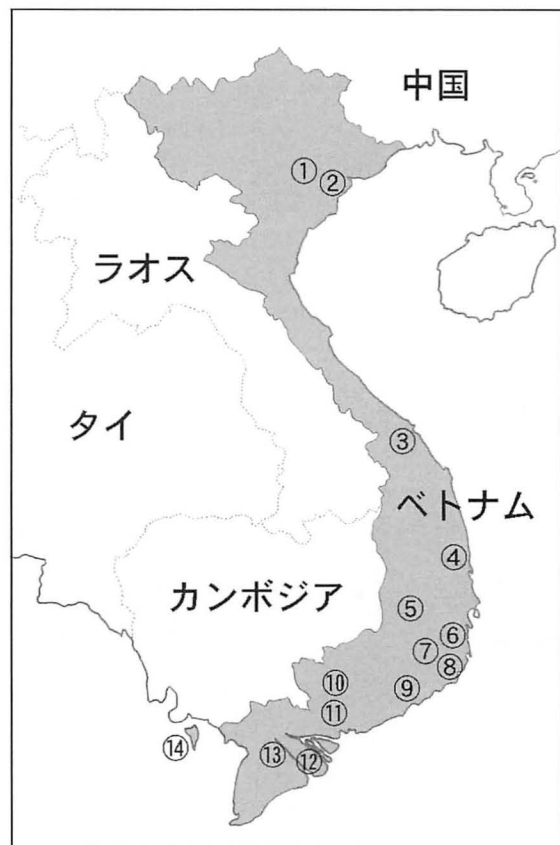 中国
①
②
ラオス
タイ
③
ベトナム
④
カンボジア
⑤
⑥
⑦
⑧
⑨
⑩
⑪
⑫
⑬
⑭